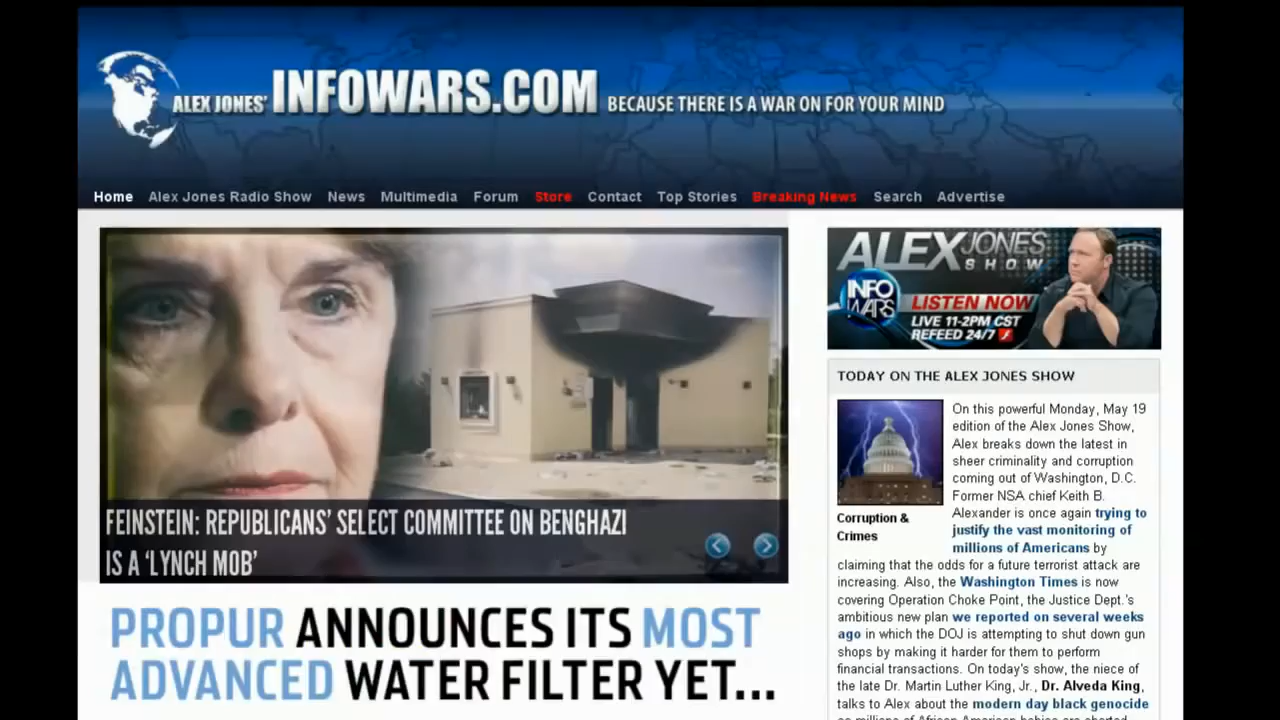 ALEX JONES' INFOWARS.COM BECAUSE THERE IS A WAR ON FOR YOUR MIND
Home Alex Jones Radio Show News Multimedia Forum Store Contact Top Stories Breaking News Search Advertise
FEINSTEIN: REPUBLICANS' SELECT COMMITTEE ON BENGHAZI
IS A 'LYNCH MOB'
PROPUR ANNOUNCES ITS MOST
ADVANCED WATER FILTER YET...
ALEX JONES
SHOW
INFO
WARS
LISTEN NOW
LIVE 11-2PM CST
REFEED 24/7
TODAY ON THE ALEX JONES SHOW
Corruption &
Crimes
On this powerful Monday, May 19
edition of the Alex Jones Show,
Alex breaks down the latest in
sheer criminality and corruption
coming out of Washington, D.C.
Former NSA chief Keith B.
Alexander is once again trying to
justify the vast monitoring of
millions of Americans by
claiming that the odds for a future terrorist attack are
increasing. Also, the Washington Times is now
covering Operation Choke Point, the Justice Dept.'s
ambitious new plan we reported on several weeks
ago in which the DOJ is attempting to shut down gun
shops by making it harder for them to perform
financial transactions. On today's show, the niece of
the late Dr. Martin Luther King, Jr., Dr. Alveda King,
talks to Alex about the modern day black genocide
as millions of African American babies are aborted